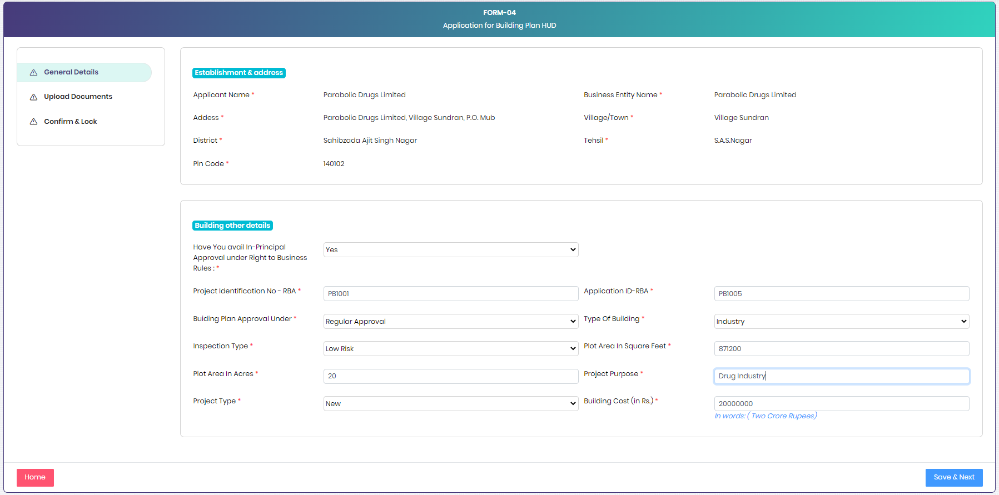 FORM-04
Application for Building Plan HUD
General Details
Upload Documents
Confirm & Lock
Establishment & address
Applicant Name * Parabolic Drugs Limited Business Entity Name * Parabolic Drugs Limited
Addess * Parabolic Drugs Limited, Village Sundran, P.O. Mub Village/Town * Village Sundran
District * Sahibzada Ajit Singh Nagar Tehsil * S.A.S.Nagar
Pin Code * 140102
Building other details
Have You avail In-Principal
Approval under Right to Business
Rules : *
Yes
Project Identification No - RBA * PB1001 Application ID-RBA * PB1005
Buiding Plan Approval Under * Regular Approval Type Of Building * Industry
Inspection Type * Low Risk Plot Area In Square Feet * 871200
Plot Area In Acres * 20 Project Purpose * Drug Industry
Project Type * New Building Cost (in Rs.) * 20000000
In words: ( Two Crore Rupees)
Home Save & Next